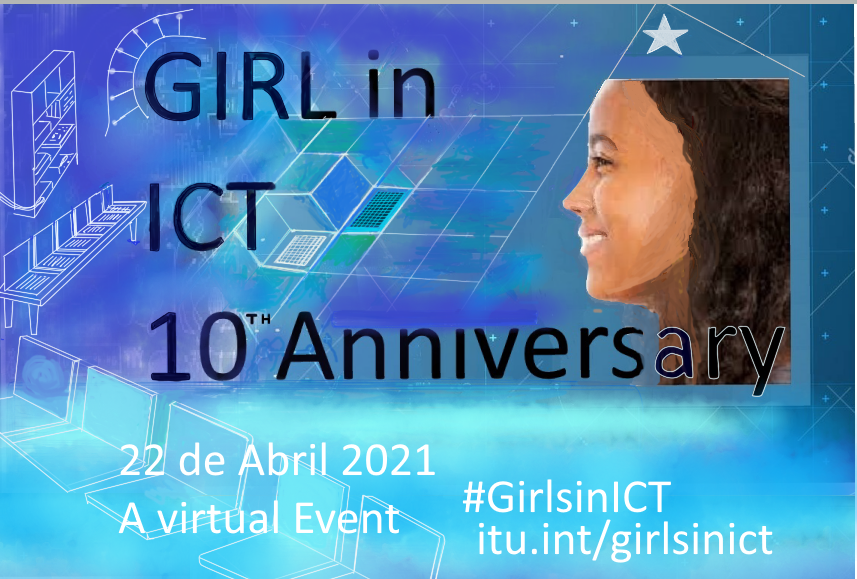 GIRL in
ICT
10TH Anniversary
22 de Abril 2021
A virtual Event
#GirlsinICT
itu.int/girlsinict